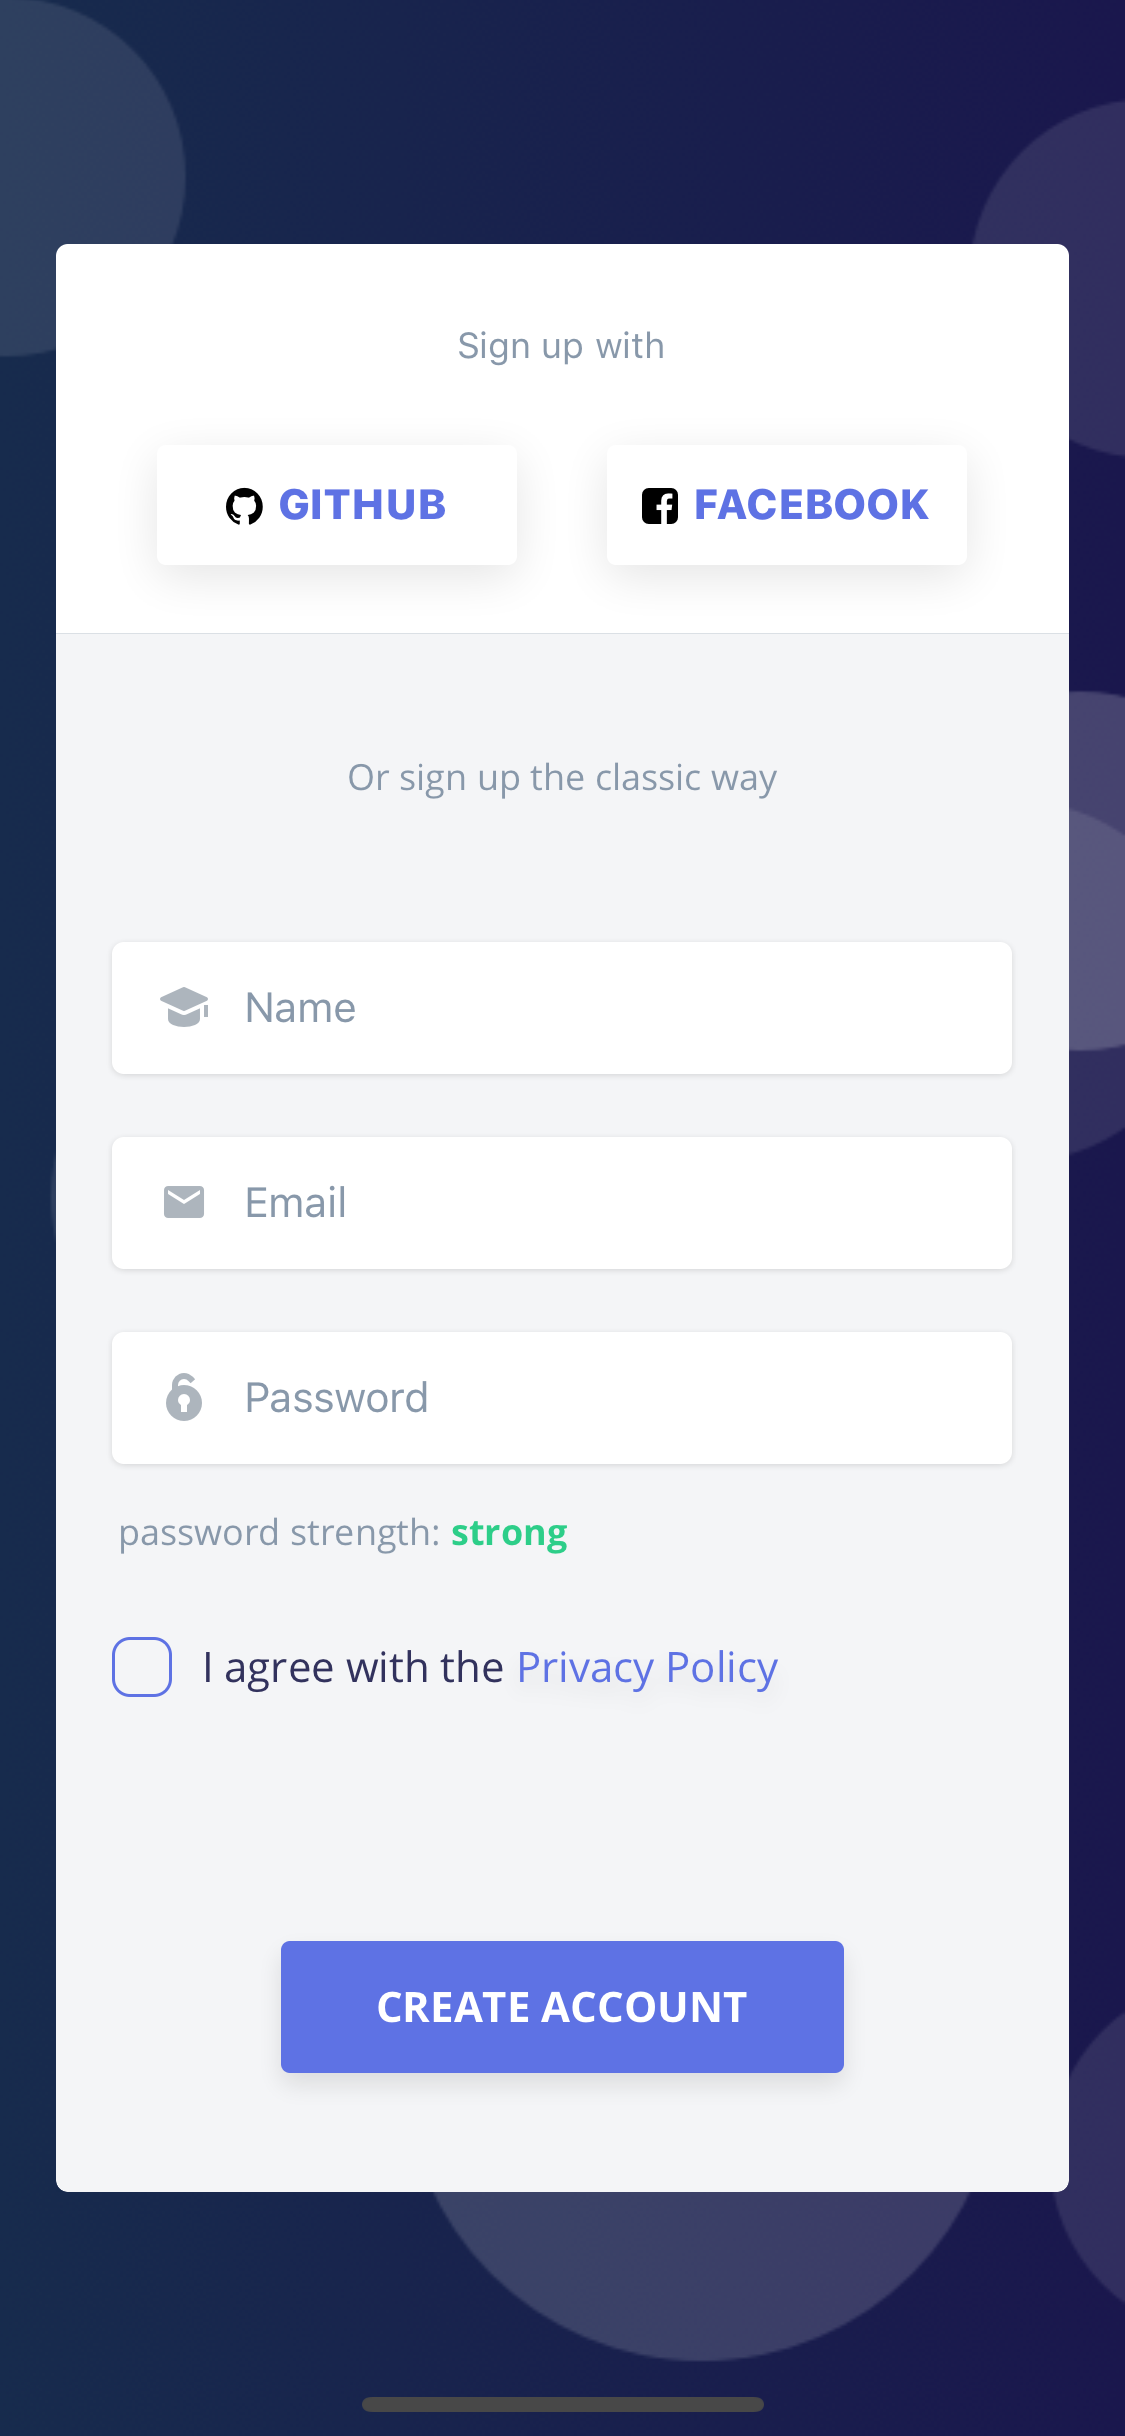 Sign up with
GITHUB
FACEBOOK
Or sign up the classic way
Name
Email
Password
password strength: strong
I agree with the Privacy Policy
CREATE ACCOUNT